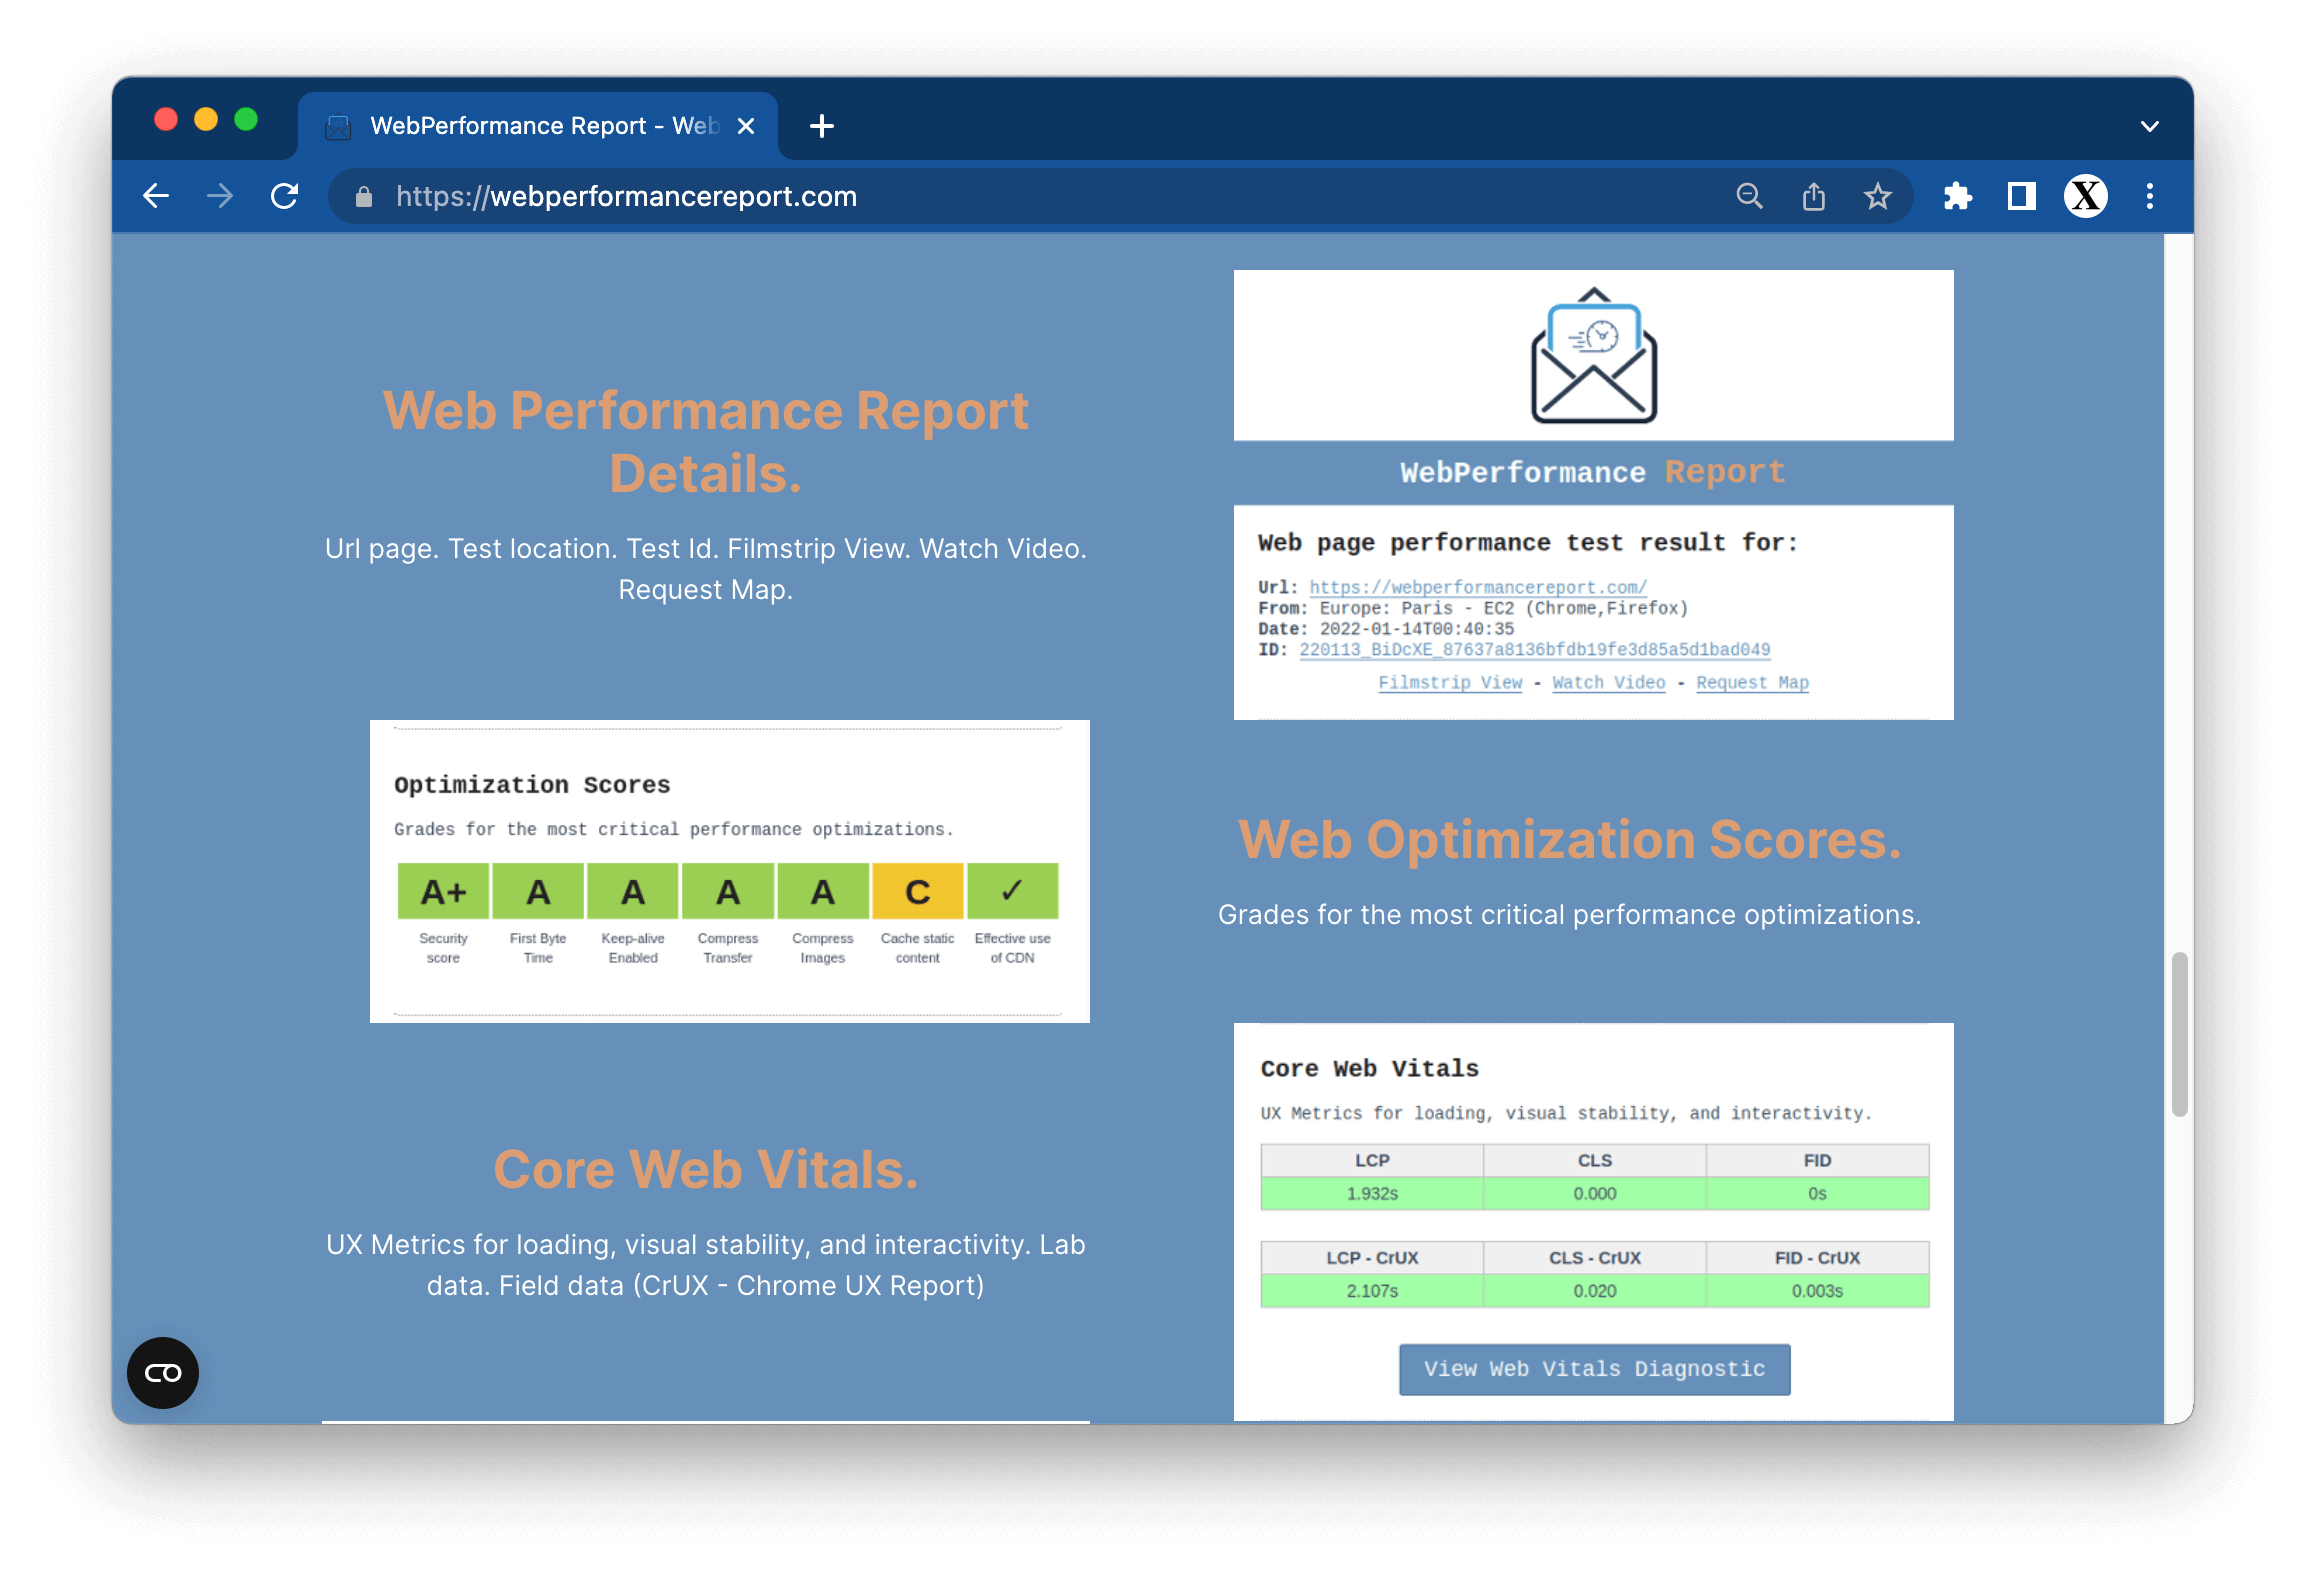 WebPerformance Report - Web
https://webperformancereport.com
X
Web Performance Report
Details.
Url page. Test location. Test Id. Filmstrip View. Watch Video.
Request Map.
WebPerformance Report
Web page performance test result for:
Url: https://webperformancereport.com/
From: Europe: Paris - EC2 (Chrome,Firefox)
Date: 2022-01-14T00:40:35
ID: 220113_BiDcXE_87637a8136bfdb19fe3d85a5d1bad049
Filmstrip View - Watch Video - Request Map
Optimization Scores
Grades for the most critical performance optimizations.
A+ A A A A C ✓
Security First Byte Keep-alive Compress Compress Cache static Effective use
score Time Enabled Transfer Images content of CDN
Web Optimization Scores.
Grades for the most critical performance optimizations.
Core Web Vitals.
UX Metrics for loading, visual stability, and interactivity. Lab
data. Field data (CrUX - Chrome UX Report)
Core Web Vitals
UX Metrics for loading, visual stability, and interactivity.
LCP CLS FID
1.932s 0.000 0s
LCP - CrUX CLS - CrUX FID - CrUX
2.107s 0.020 0.003s
View Web Vitals Diagnostic